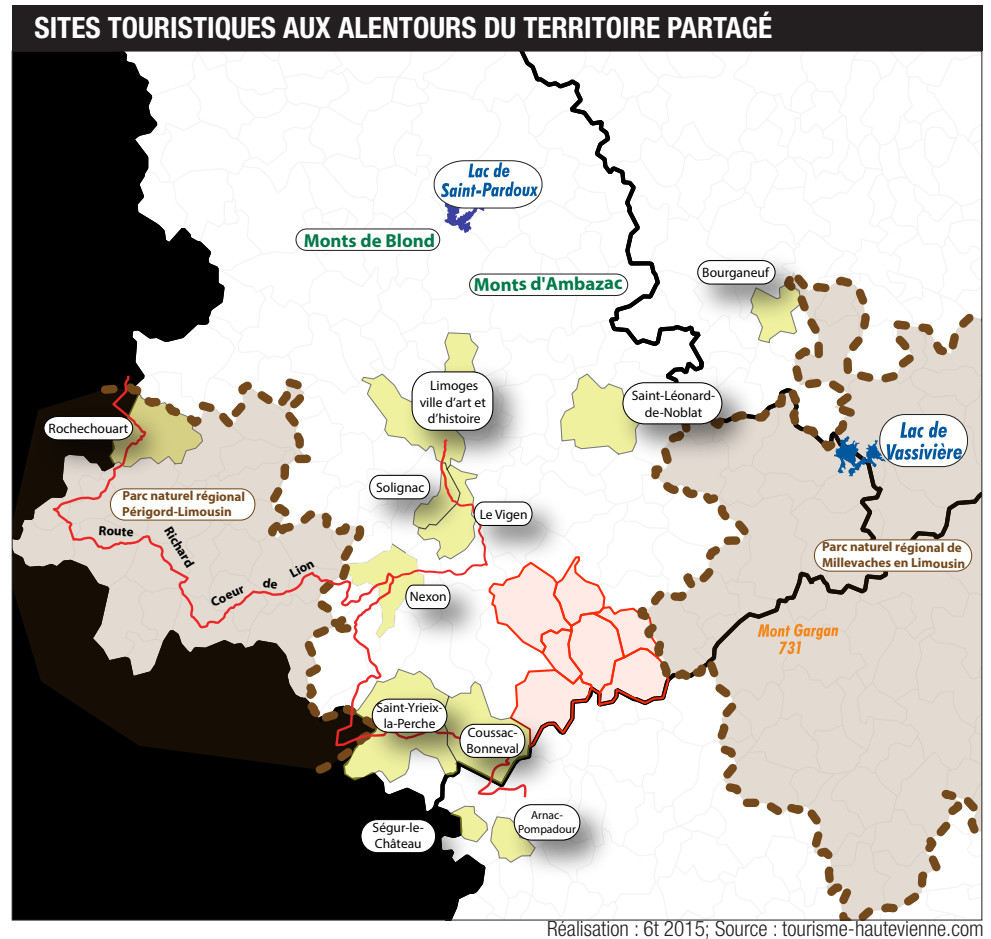 SITES TOURISTIQUES AUX ALENTOURS DU TERRITOIRE PARTAGÉ
Lac de
Saint-Pardoux
Monts de Blond
Monts d'Ambazac
Bourganeuf
Limoges
ville d'art et
d'histoire
Saint-Léonard-
de-Noblat
Rochechouart
Lac de
Vassivière
Solignac
Parc naturel régional
Périgord-Limousin
Le Vigen
Route Richard Coeur de Lion
Parc naturel régional de
Millevaches en Limousin
Nexon
Mont Gargan
731
Saint-Yrieix-
la-Perche
Coussac-
Bonneval
Ségur-le-
Château
Arnac-
Pompadour
Réalisation : 6t 2015; Source : tourisme-hautevienne.com